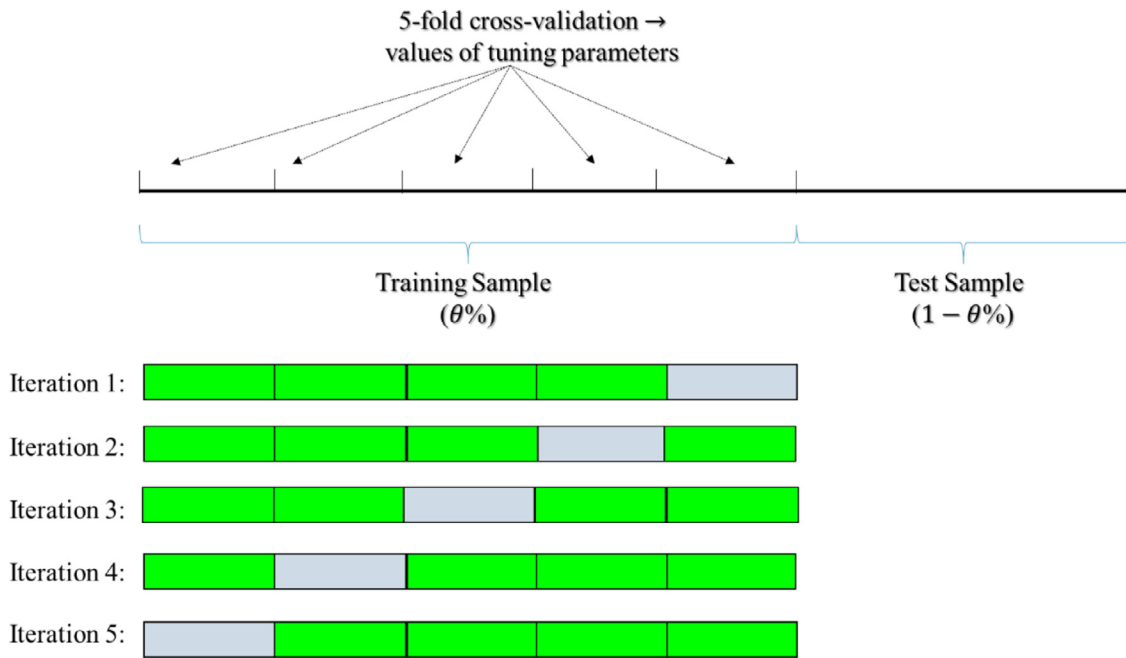 5-fold cross-validation →
values of tuning parameters
Training Sample
(θ%)
Test Sample
(1 − θ%)
Iteration 1:
Iteration 2:
Iteration 3:
Iteration 4:
Iteration 5: